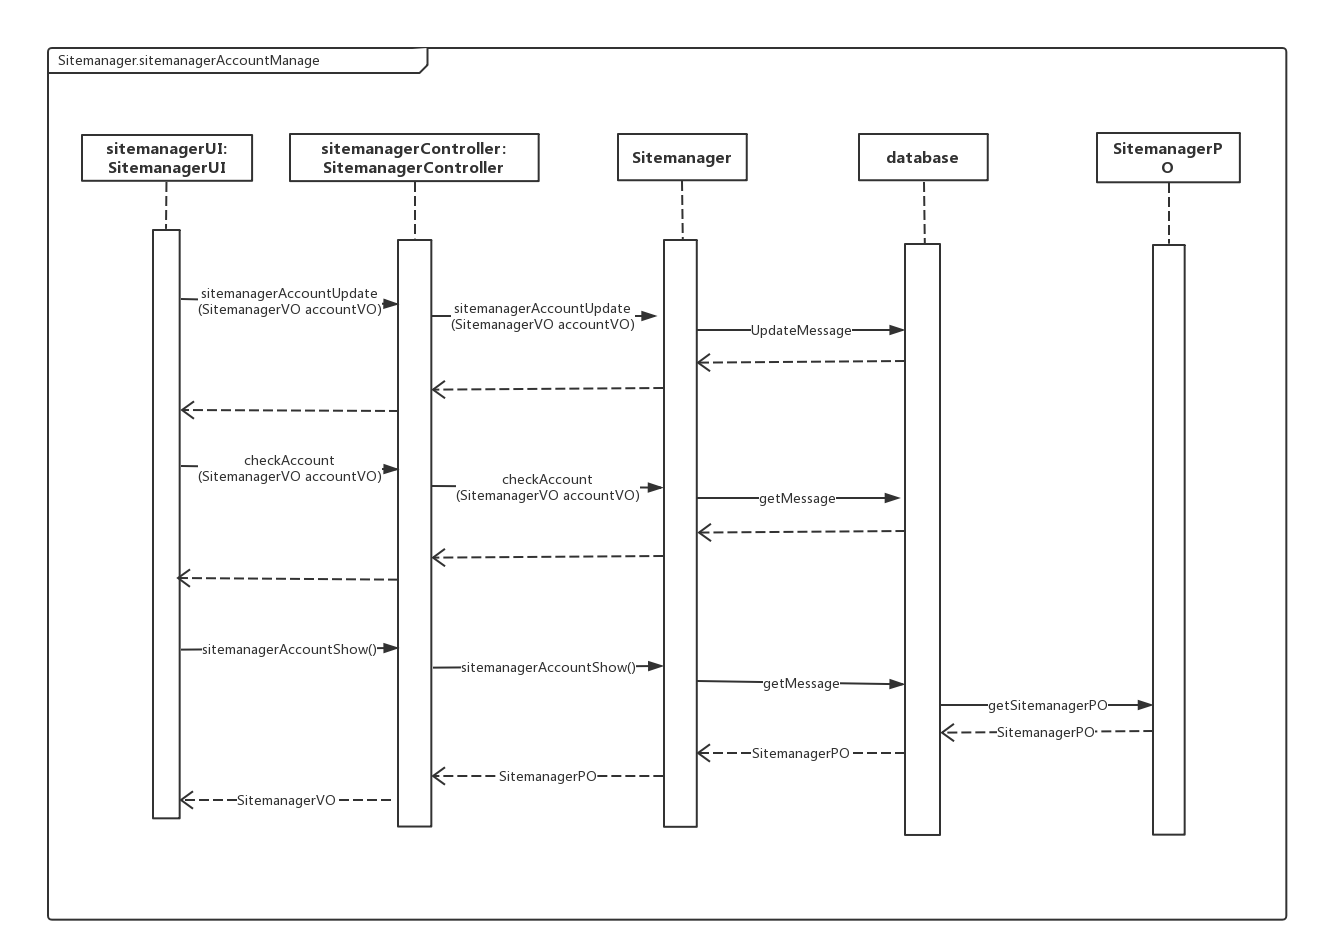 Sitemanager.sitemanagerAccountManage
sitemanagerUI:
SitemanagerUI
sitemanagerController:
SitemanagerController
Sitemanager
database
SitemanagerP
O
sitemanagerAccountUpdate
(SitemanagerVO accountVO)
sitemanagerAccountUpdate
(SitemanagerVO accountVO)
UpdateMessage
checkAccount
(SitemanagerVO accountVO)
checkAccount
(SitemanagerVO accountVO)
getMessage
sitemanagerAccountShow()
sitemanagerAccountShow()
getMessage
getSitemanagerPO
SitemanagerPO
SitemanagerPO
SitemanagerPO
SitemanagerVO